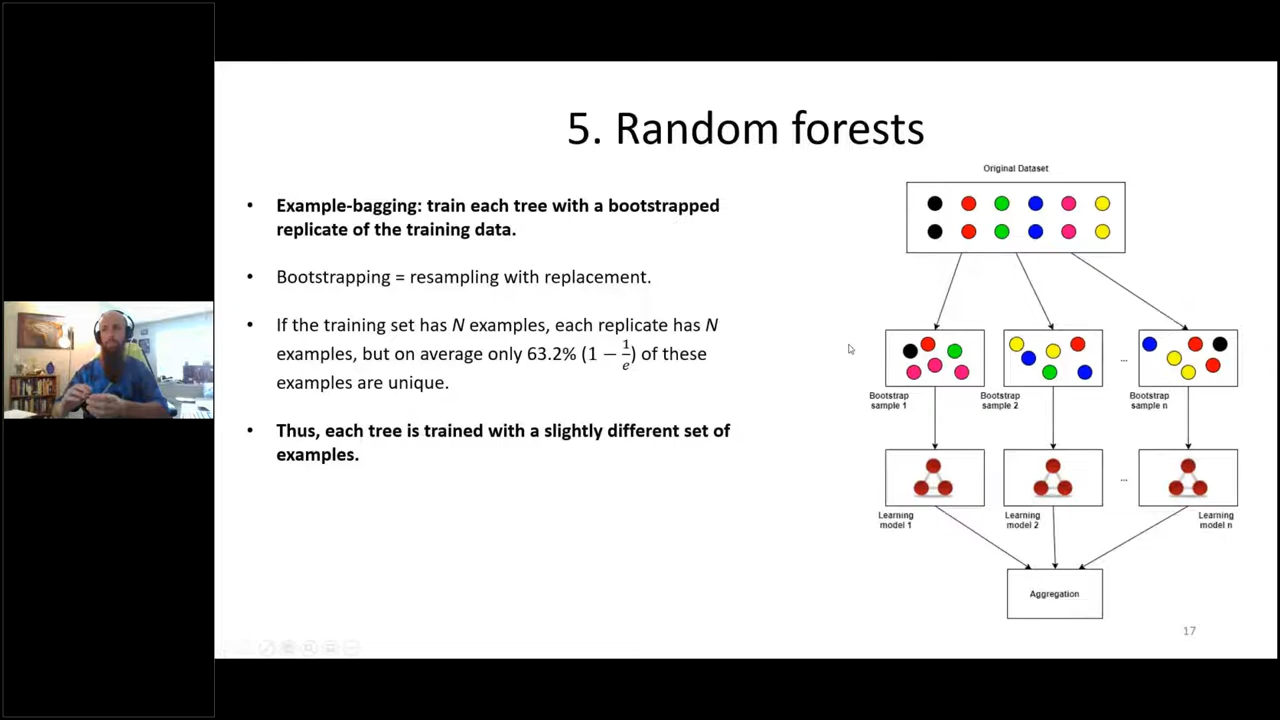 5. Random forests
• Example-bagging: train each tree with a bootstrapped
replicate of the training data.
• Bootstrapping = resampling with replacement.
• If the training set has N examples, each replicate has N
examples, but on average only 63.2% (1 − 1/e) of these
examples are unique.
• Thus, each tree is trained with a slightly different set of
examples.
Original Dataset
...
Bootstrap
sample 1
Bootstrap
sample 2
Bootstrap
sample n
...
Learning
model 1
Learning
model 2
Learning
model n
Aggregation
17